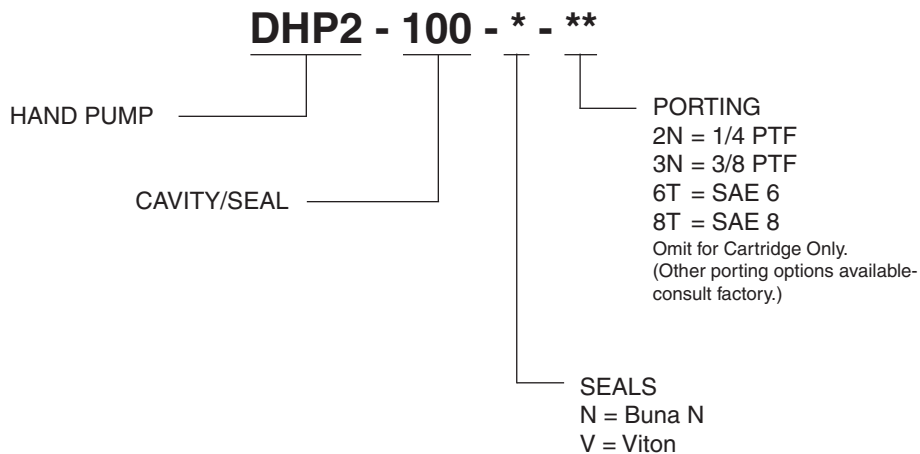 DHP2 - 100 - * - **
HAND PUMP
CAVITY/SEAL
PORTING
2N = 1/4 PTF
3N = 3/8 PTF
6T = SAE 6
8T = SAE 8
Omit for Cartridge Only.
(Other porting options available-
consult factory.)
SEALS
N = Buna N
V = Viton